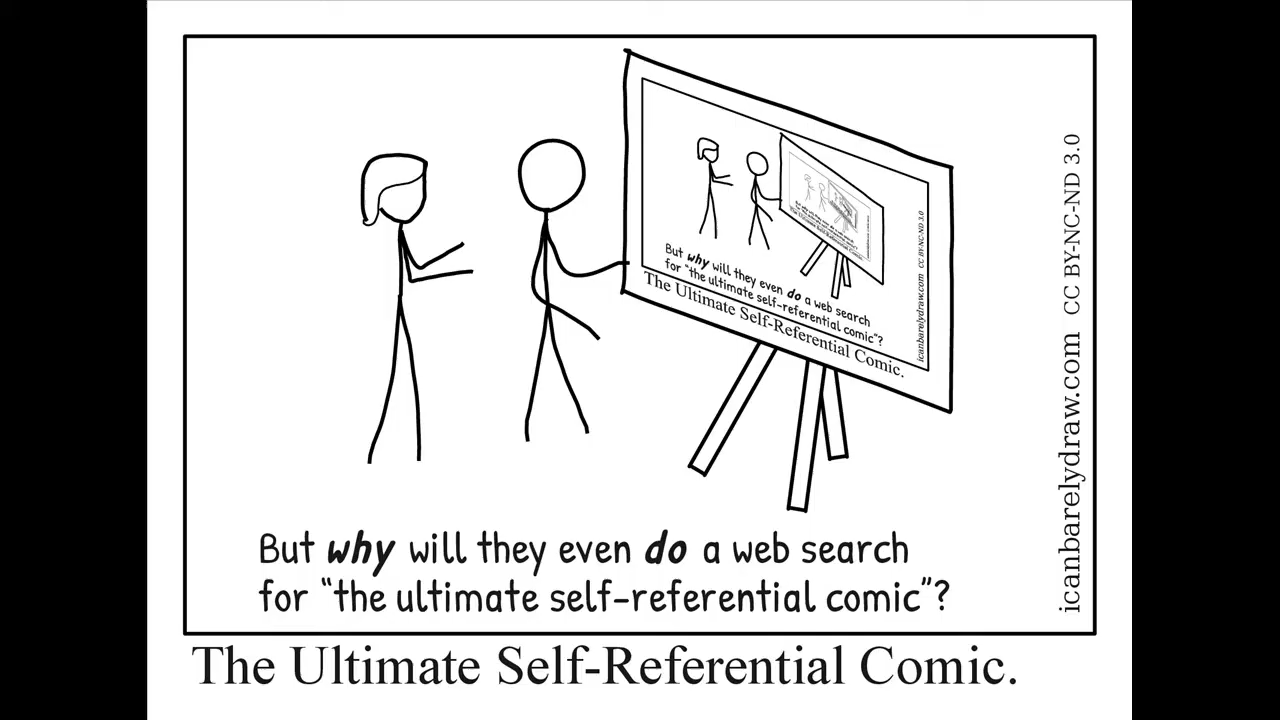 But why will they even do a web search
for “the ultimate self-referential comic”?
The Ultimate Self-Referential Comic.
icanbarelydraw.com CC BY-NC-ND 3.0
But why will they even do a web search
for “the ultimate self-referential comic”?
The Ultimate Self-Referential Comic.
icanbarelydraw.com CC BY-NC-ND 3.0